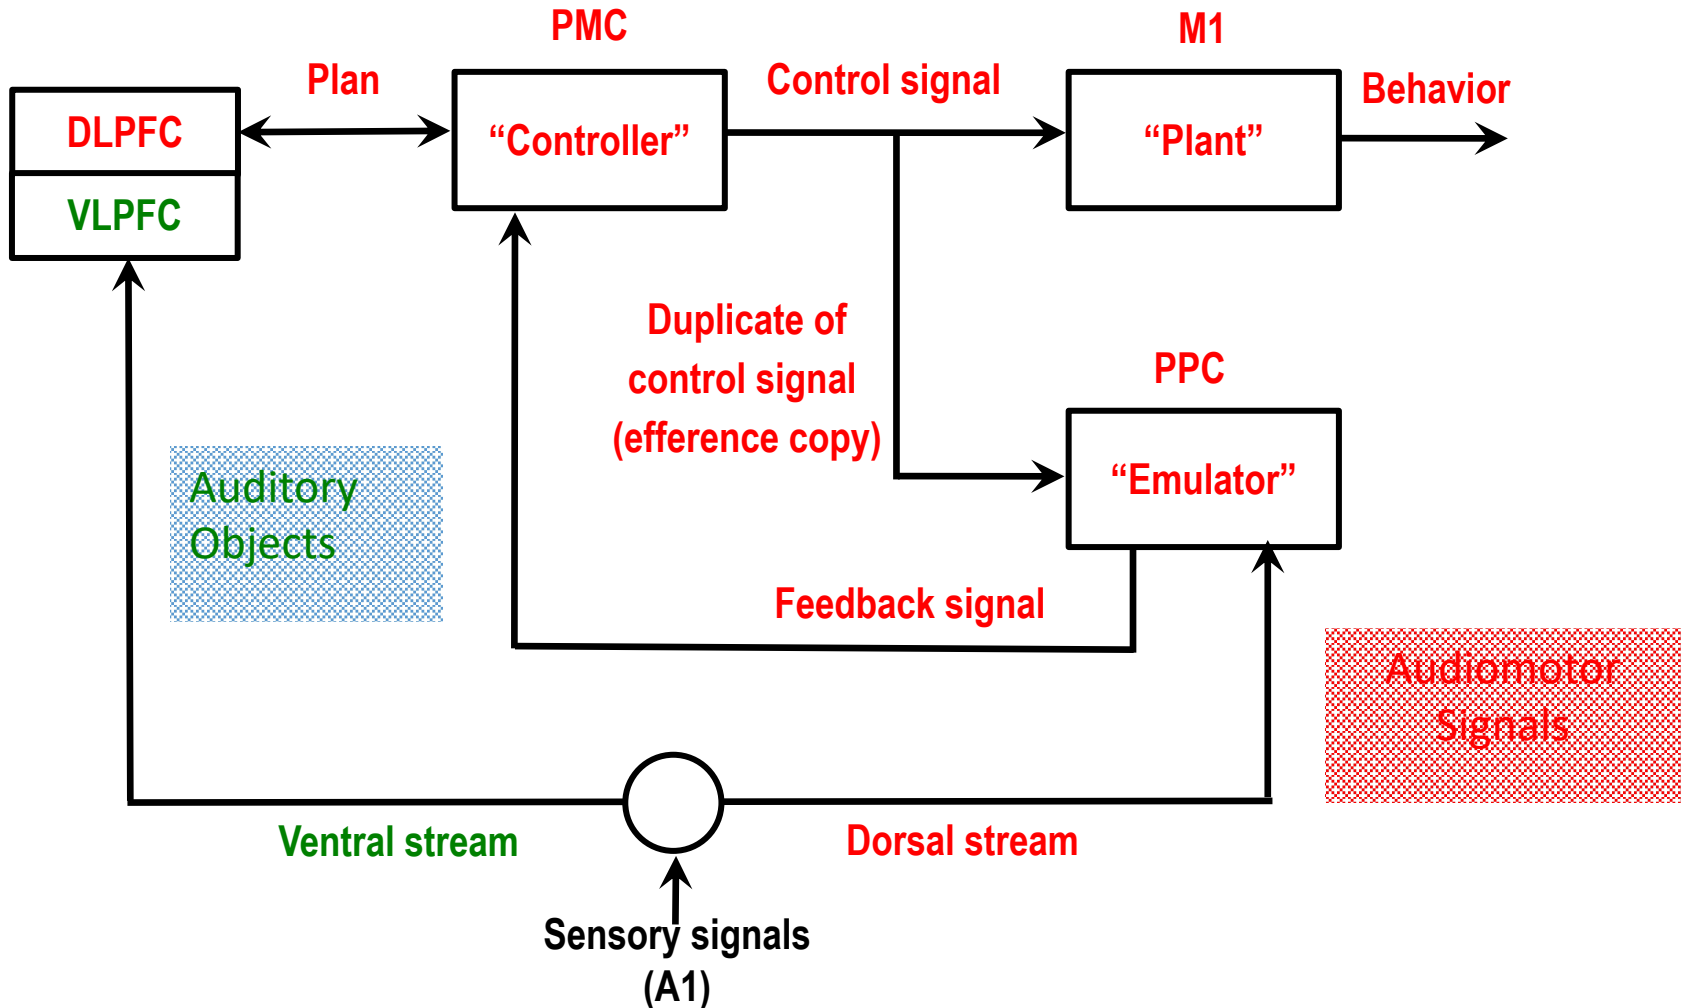 PMC
M1
Plan
Control signal
Behavior
DLPFC
“Controller”
“Plant”
VLPFC
Duplicate of
control signal
(efference copy)
PPC
“Emulator”
Auditory
Objects
Feedback signal
Audiomotor
Signals
Ventral stream
Dorsal stream
Sensory signals
(A1)